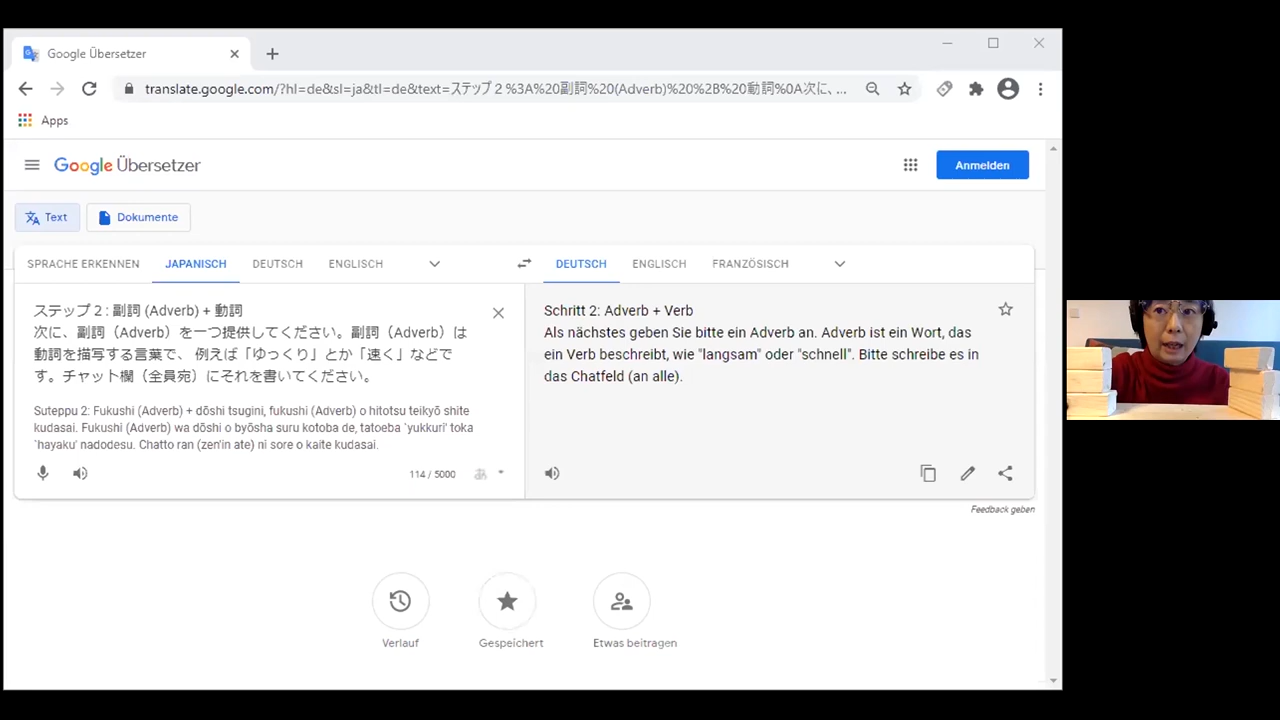 Google Übersetzer
translate.google.com/?hl=de&sl=ja&tl=de&text=ステップ２%3A%20副詞%20(Adverb)%20%2B%20動詞%0A次に、...
Apps
Google Übersetzer
Anmelden
Text Dokumente
SPRACHE ERKENNEN JAPANISCH DEUTSCH ENGLISCH
DEUTSCH ENGLISCH FRANZÖSISCH
ステップ２: 副詞 (Adverb) + 動詞
次に、副詞（Adverb）を一つ提供してください。副詞（Adverb）は
動詞を描写する言葉で、 例えば「ゆっくり」とか「速く」などで
す。チャット欄（全員宛）にそれを書いてください。
Suteppu 2: Fukushi (Adverb) + dōshi tsugini, fukushi (Adverb) o hitotsu teikyō shite
kudasai. Fukushi (Adverb) wa dōshi o byōsha suru kotoba de, tatoeba `yukkuri' toka
`hayaku' nadodesu. Chatto ran (zen'in ate) ni sore o kaite kudasai.
114 / 5000
あ
Schritt 2: Adverb + Verb
Als nächstes geben Sie bitte ein Adverb an. Adverb ist ein Wort, das
ein Verb beschreibt, wie "langsam" oder "schnell". Bitte schreibe es in
das Chatfeld (an alle).
Feedback geben
Verlauf Gespeichert Etwas beitragen